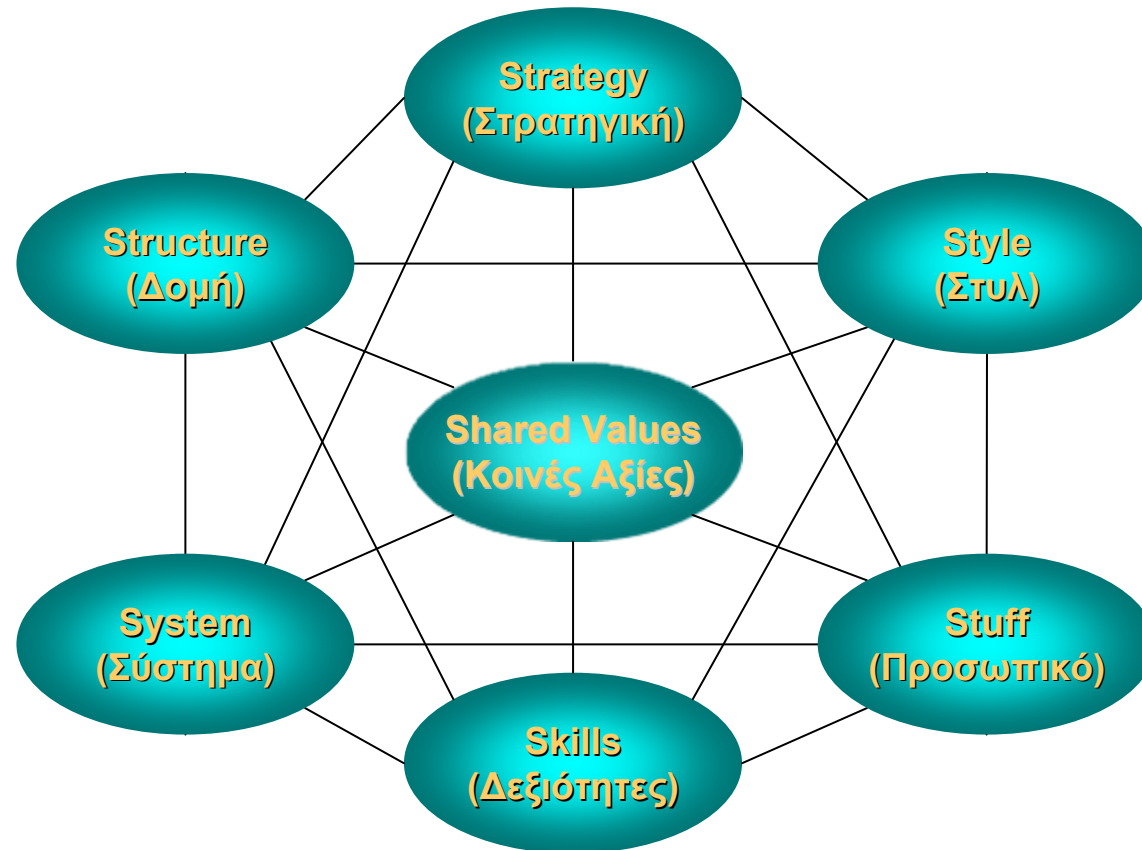 Strategy
(Στρατηγική)
Structure
(Δομή)
Style
(Στυλ)
Shared Values
(Κοινές Αξίες)
System
(Σύστημα)
Stuff
(Προσωπικό)
Skills
(Δεξιότητες)